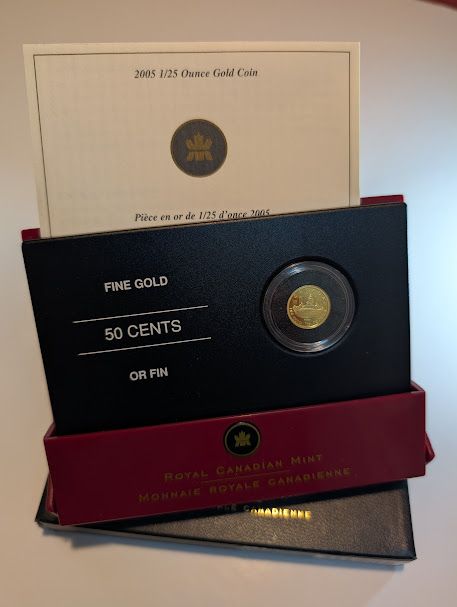 2005 1/25 Ounce Gold Coin
Pièce en or de 1/25 d'once 2005
FINE GOLD
50 CENTS
OR FIN
ROYAL CANADIAN MINT
MONNAIE ROYALE CANADIENNE
CANADIENNE